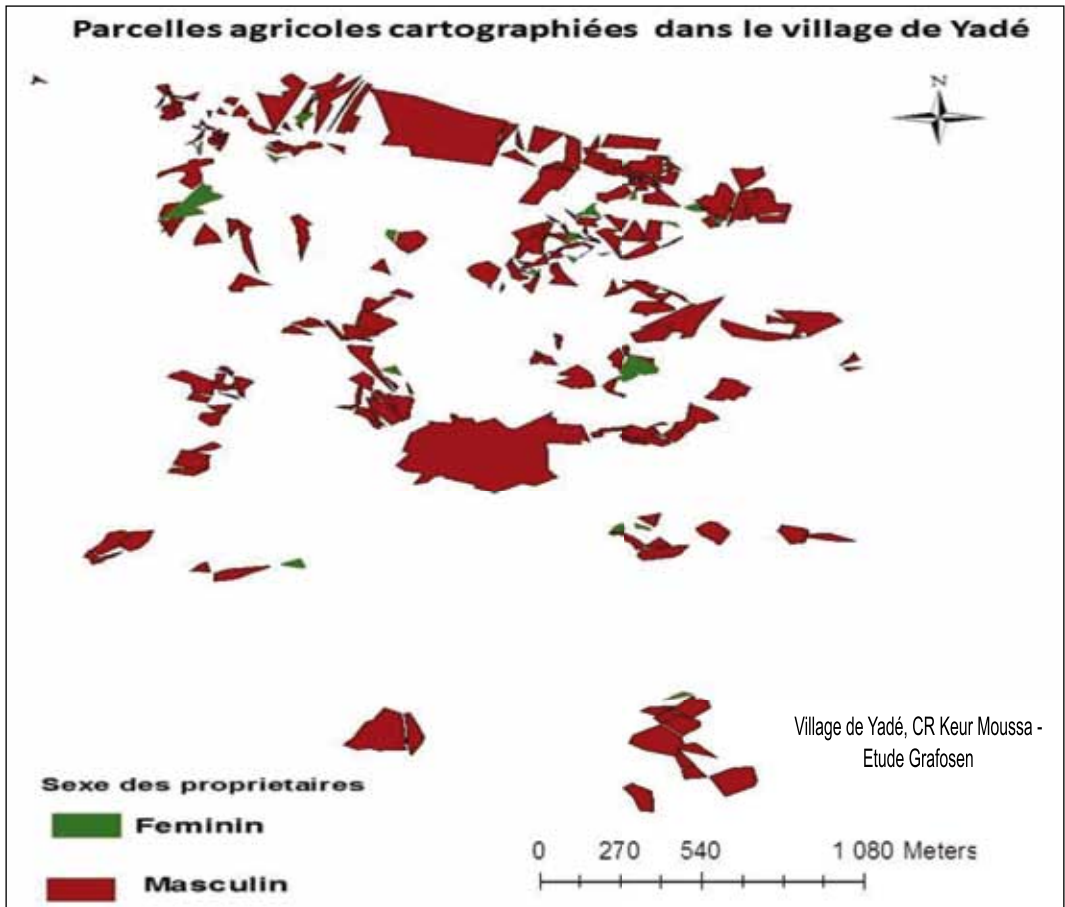 Parcelles agricoles cartographiées dans le village de Yadé
N
Village de Yadé, CR Keur Moussa -
Etude Grafosen
Sexe des proprietaires
Feminin
Masculin
0 270 540 1 080 Meters